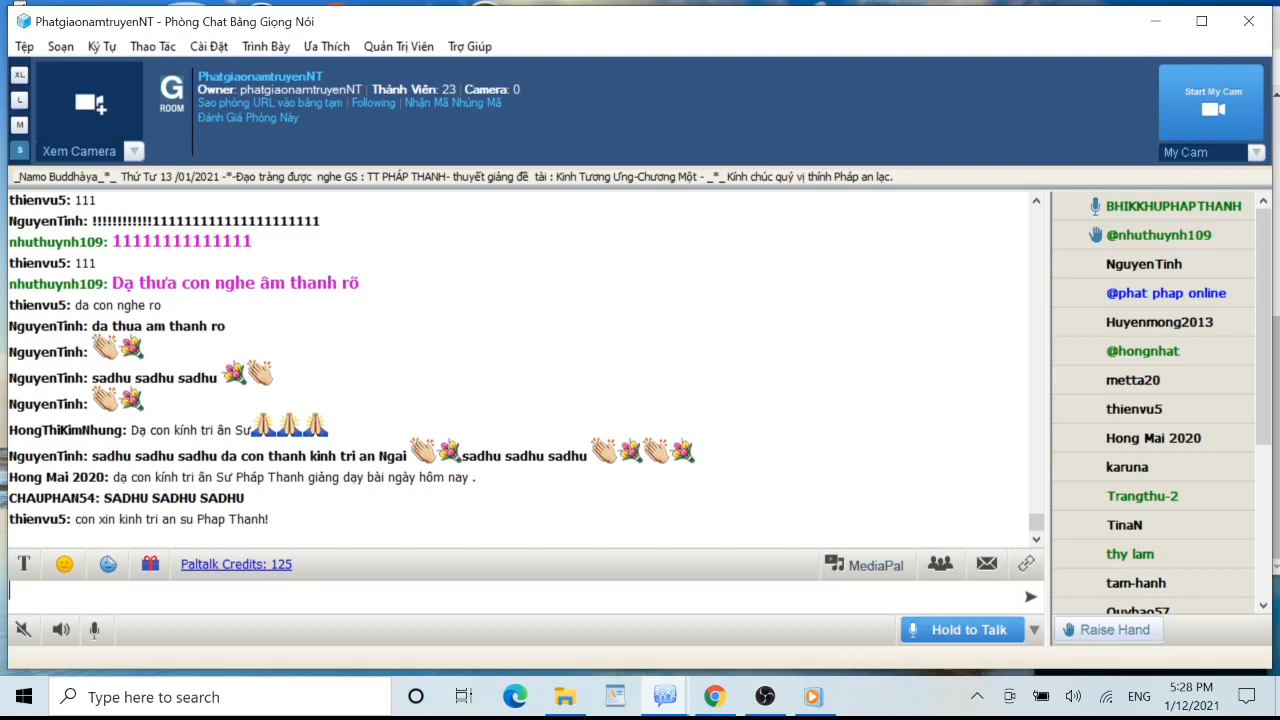 PhatgiaonamtruyenNT - Phòng Chat Bằng Giọng Nói
Tệp Soạn Ký Tự Thao Tác Cài Đặt Trình Bày Ưa Thích Quản Trị Viên Trợ Giúp
XL
L
M
S
Xem Camera
G
ROOM
PhatgiaonamtruyenNT
Owner: phatgiaonamtruyenNT | Thành Viên: 23 | Camera: 0
Sao phỏng URL vào bảng tạm | Following | Nhận Mã Nhúng Mã
Đánh Giá Phòng Này
Start My Cam
My Cam
_Namo Buddhàya_*_ Thứ Tư 13 /01/2021 -*-Đạo tràng được nghe GS : TT PHÁP THANH- thuyết giảng đề tài : Kinh Tương Ưng-Chương Một - _*_ Kính chúc quý vị thính Pháp an lạc.
thienvu5: 111
NguyenTinh: !!!!!!!!!!!!111111111111111111111
nhuthuynh109: 11111111111111
thienvu5: 111
nhuthuynh109: Dạ thưa con nghe âm thanh rõ
thienvu5: da con nghe ro
NguyenTinh: da thua am thanh ro
NguyenTinh:
NguyenTinh: sadhu sadhu sadhu
NguyenTinh:
HongThiKimNhung: Dạ con kính tri ân Sư
NguyenTinh: sadhu sadhu sadhu da con thanh kinh tri an Ngai sadhu sadhu sadhu
Hong Mai 2020: dạ con kính tri ân Sư Pháp Thanh giảng dạy bài ngày hôm nay .
CHAUPHAN54: SADHU SADHU SADHU
thienvu5: con xin kinh tri an su Phap Thanh!
BHIKKHUPHAPTHANH
@nhuthuynh109
NguyenTinh
@phat phap online
Huyenmong2013
@hongnhat
metta20
thienvu5
Hong Mai 2020
karuna
Trangthu-2
TinaN
thy lam
tam-hanh
Quyhao57
T
Paltalk Credits: 125
MediaPal
Hold to Talk
Raise Hand
Type here to search
ENG
5:28 PM
1/12/2021